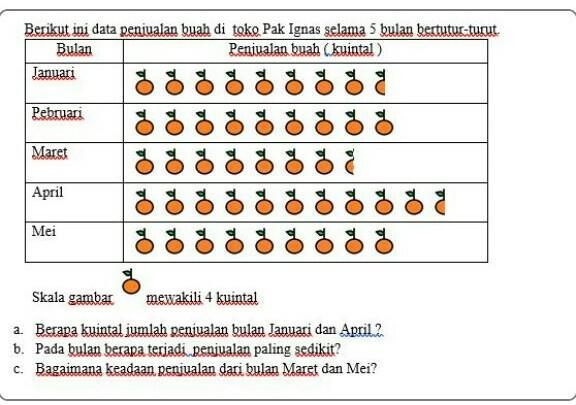 Berikut ini data penjualan buah di toko Pak Ignas selama 5 bulan bertutur-turut.
Bulan Penjualan buah ( kuintal )
Januari
Pebruari
Maret
April
Mei
Skala gambar mewakili 4 kuintal
a. Berapa kuintal jumlah penjualan bulan Januari dan April ?
b. Pada bulan berapa terjadi penjualan paling sedikit?
c. Bagaimana keadaan penjualan dari bulan Maret dan Mei?